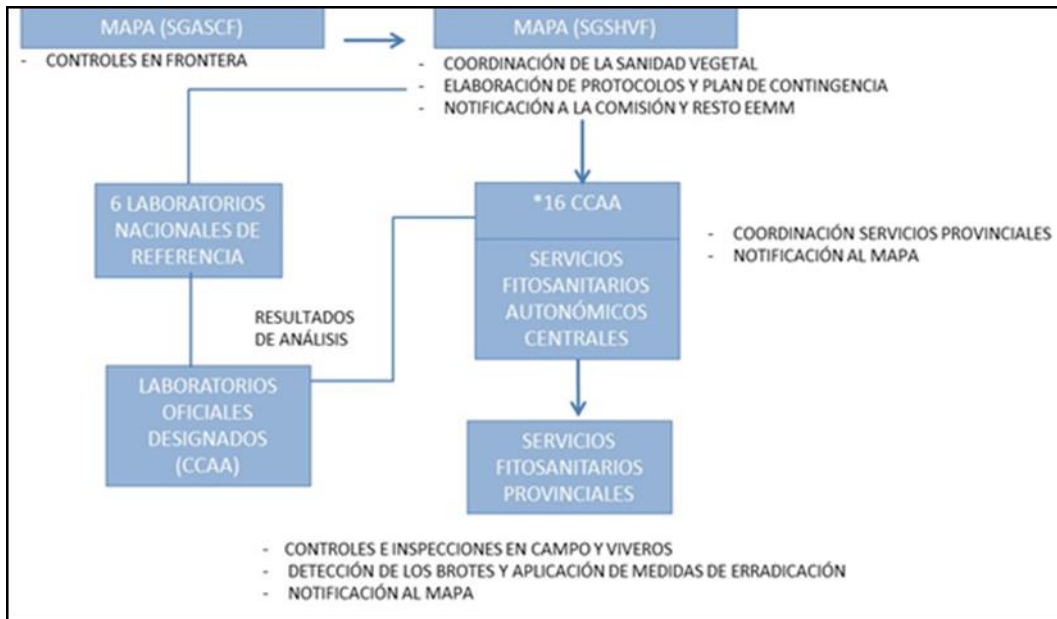 MAPA (SGASCF)
- CONTROLES EN FRONTERA
MAPA (SGSHVF)
- COORDINACIÓN DE LA SANIDAD VEGETAL
- ELABORACIÓN DE PROTOCOLOS Y PLAN DE CONTINGENCIA
- NOTIFICACIÓN A LA COMISIÓN Y RESTO EEMM
6 LABORATORIOS
NACIONALES DE
REFERENCIA
*16 CCAA
SERVICIOS
FITOSANITARIOS
AUTONÓMICOS
CENTRALES
- COORDINACIÓN SERVICIOS PROVINCIALES
- NOTIFICACIÓN AL MAPA
RESULTADOS
DE ANÁLISIS
LABORATORIOS
OFICIALES
DESIGNADOS
(CCAA)
SERVICIOS
FITOSANITARIOS
PROVINCIALES
- CONTROLES E INSPECCIONES EN CAMPO Y VIVEROS
- DETECCIÓN DE LOS BROTES Y APLICACIÓN DE MEDIDAS DE ERRADICACIÓN
- NOTIFICACIÓN AL MAPA